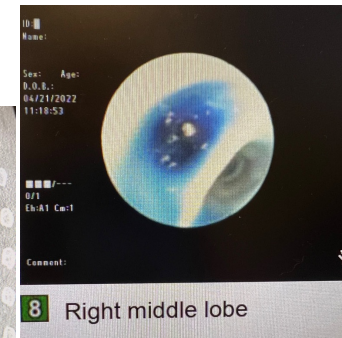 ID:
Name:
Sex: Age:
D.O.B.:
04/21/2022
11:18:53
■■■/---
0/1
Eh:A1 Cm:1
Comment:
8 Right middle lobe